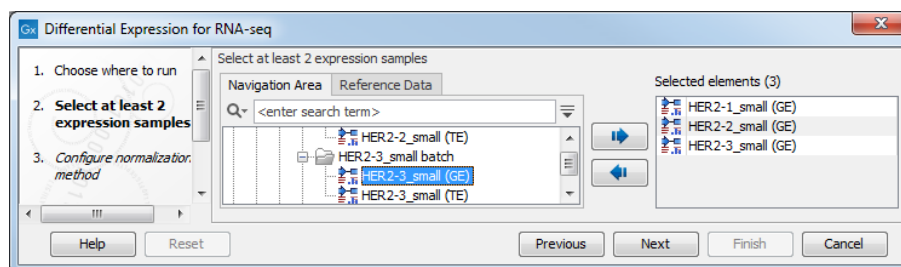 Gx Differential Expression for RNA-seq
1. Choose where to run
2. Select at least 2
expression samples
3. Configure normalization
method
Select at least 2 expression samples
Navigation Area Reference Data
<enter search term>
HER2-2_small (TE)
HER2-3_small batch
HER2-3_small (GE)
HER2-3_small (TE)
Selected elements (3)
HER2-1_small (GE)
HER2-2_small (GE)
HER2-3_small (GE)
Help Reset Previous Next Finish Cancel